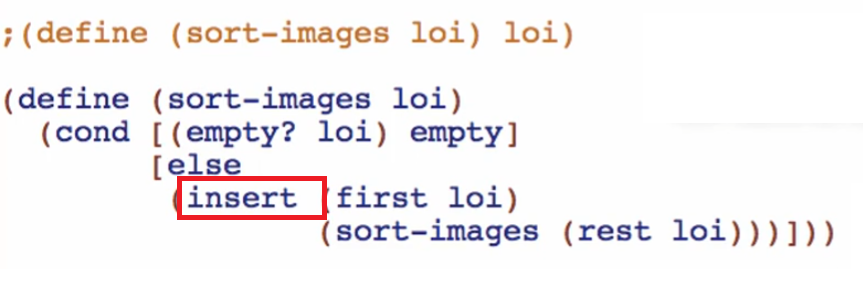 ;(define (sort-images loi) loi)
(define (sort-images loi)
(cond [(empty? loi) empty]
[else
(insert (first loi)
(sort-images (rest loi)))]))